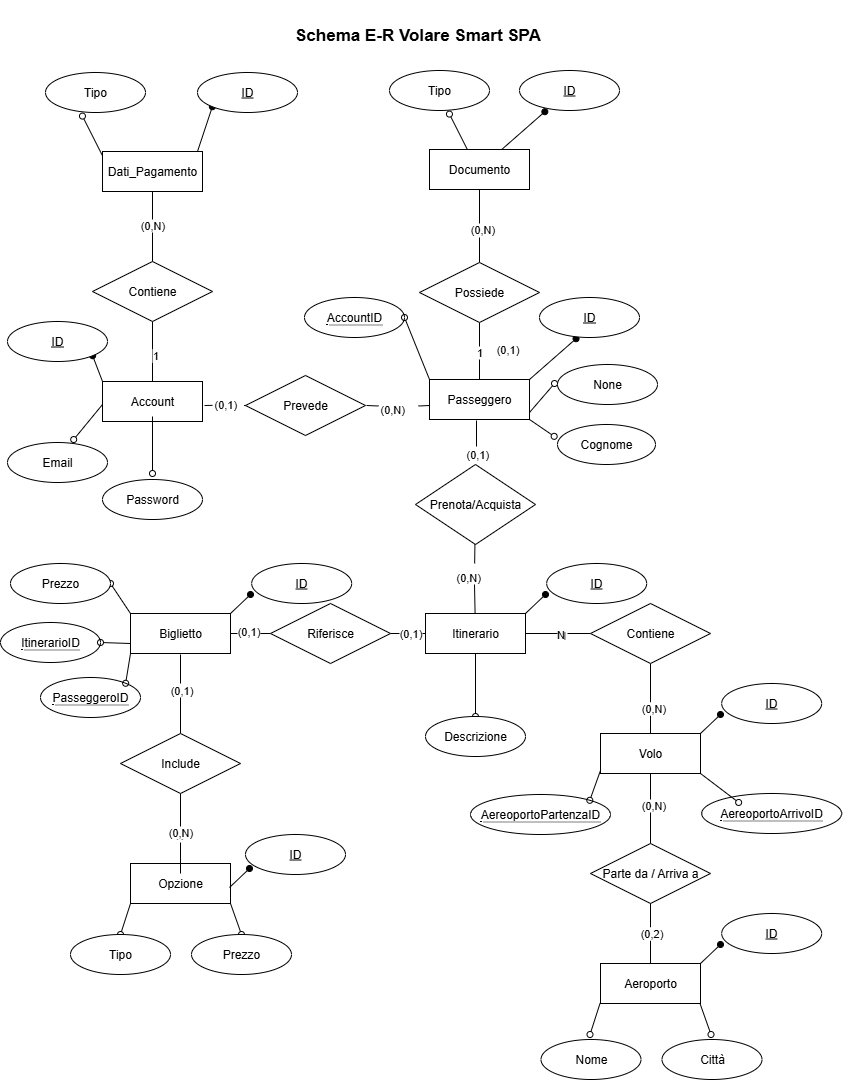 Schema E-R Volare Smart SPA
Tipo
ID
Tipo
ID
Dati_Pagamento
Documento
(0,N)
(0,N)
Contiene
Possiede
AccountID
ID
ID
1
1
(0,1)
None
Account
(0,1)
Prevede
(0,N)
Passeggero
Cognome
Email
(0,1)
Password
Prenota/Acquista
(0,N)
Prezzo
ID
ID
Biglietto
(0,1)
Riferisce
(0,1)
Itinerario
N
Contiene
ItinerarioID
PasseggeroID
(0,1)
(0,N)
ID
Descrizione
Include
Volo
(0,N)
AereoportoPartenzaID
AereoportoArrivoID
(0,N)
ID
Parte da / Arriva a
Opzione
(0,2)
ID
Tipo
Prezzo
Aeroporto
Nome
Città